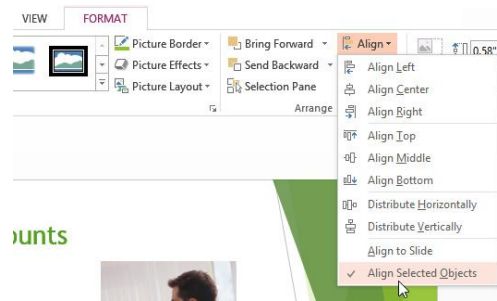 VIEW FORMAT
Picture Border
Bring Forward
Align
0.58"
Picture Effects
Send Backward
Picture Layout
Selection Pane
Arrange
Align Left
Align Center
Align Right
Align Top
Align Middle
Align Bottom
Distribute Horizontally
Distribute Vertically
Align to Slide
Align Selected Objects
ounts